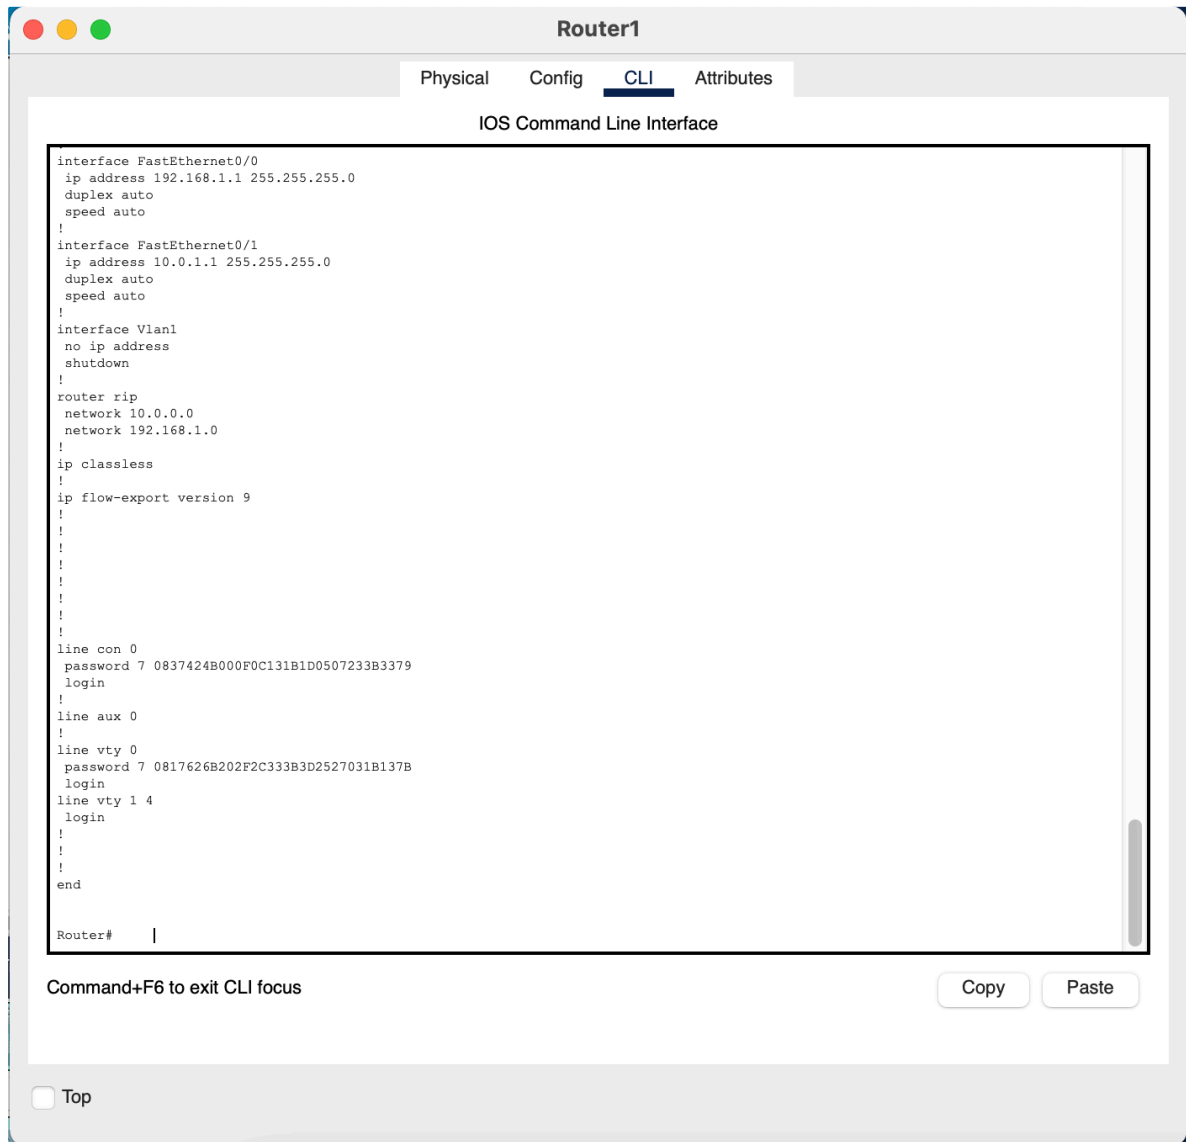 Router1
Physical Config CLI Attributes
IOS Command Line Interface
!
interface FastEthernet0/0
 ip address 192.168.1.1 255.255.255.0
 duplex auto
 speed auto
!
interface FastEthernet0/1
 ip address 10.0.1.1 255.255.255.0
 duplex auto
 speed auto
!
interface Vlan1
 no ip address
 shutdown
!
router rip
 network 10.0.0.0
 network 192.168.1.0
!
ip classless
!
ip flow-export version 9
!
!
!
!
!
!
!
!
line con 0
 password 7 0837424B000F0C131B1D0507233B3379
 login
!
line aux 0
!
line vty 0
 password 7 0817626B202F2C333B3D2527031B137B
 login
line vty 1 4
 login
!
!
!
end
Router#
Command+F6 to exit CLI focus
Copy Paste
Top